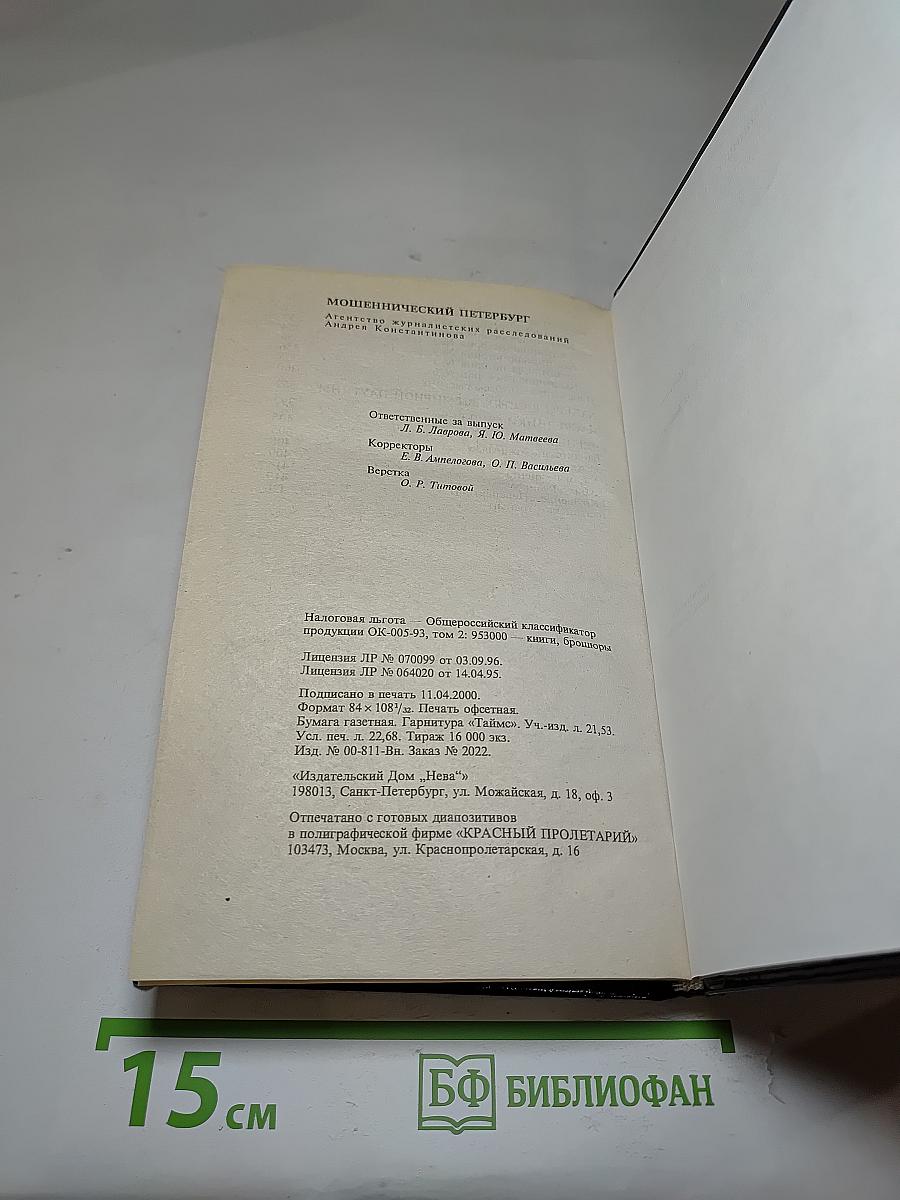 МОШЕННИЧЕСКИЙ ПЕТЕРБУРГ
Агентство журналистских расследований
Андрея Константинова
Ответственные за выпуск
Л. Б. Лаврова, Я. Ю. Матвеева
Корректоры
Е. В. Ампелогова, О. П. Васильева
Верстка
О. Р. Титовой
Налоговая льгота — Общероссийский классификатор
продукции ОК-005-93, том 2: 953000 — книги, брошюры
Лицензия ЛР № 070099 от 03.09.96.
Лицензия ЛР № 064020 от 14.04.95.
Подписано в печать 11.04.2000.
Формат 84 × 108¹/₃₂. Печать офсетная.
Бумага газетная. Гарнитура «Таймс». Уч.-изд. л. 21,53.
Усл. печ. л. 22,68. Тираж 16 000 экз.
Изд. № 00-811-Вн. Заказ № 2022.
«Издательский Дом „Нева“»
198013, Санкт-Петербург, ул. Можайская, д. 18, оф. 3
Отпечатано с готовых диапозитивов
в полиграфической фирме «КРАСНЫЙ ПРОЛЕТАРИЙ»
103473, Москва, ул. Краснопролетарская, д. 16
15 см
БФ БИБЛИОФАН